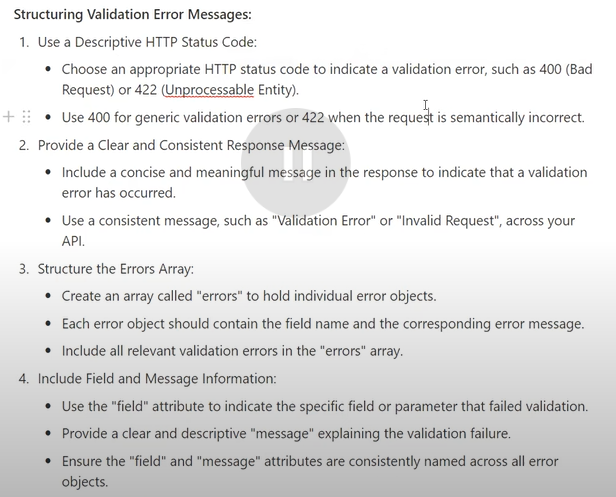 Structuring Validation Error Messages:
1. Use a Descriptive HTTP Status Code:
• Choose an appropriate HTTP status code to indicate a validation error, such as 400 (Bad
Request) or 422 (Unprocessable Entity).
• Use 400 for generic validation errors or 422 when the request is semantically incorrect.
2. Provide a Clear and Consistent Response Message:
• Include a concise and meaningful message in the response to indicate that a validation
error has occurred.
• Use a consistent message, such as "Validation Error" or "Invalid Request", across your
API.
3. Structure the Errors Array:
• Create an array called "errors" to hold individual error objects.
• Each error object should contain the field name and the corresponding error message.
• Include all relevant validation errors in the "errors" array.
4. Include Field and Message Information:
• Use the "field" attribute to indicate the specific field or parameter that failed validation.
• Provide a clear and descriptive "message" explaining the validation failure.
• Ensure the "field" and "message" attributes are consistently named across all error
objects.